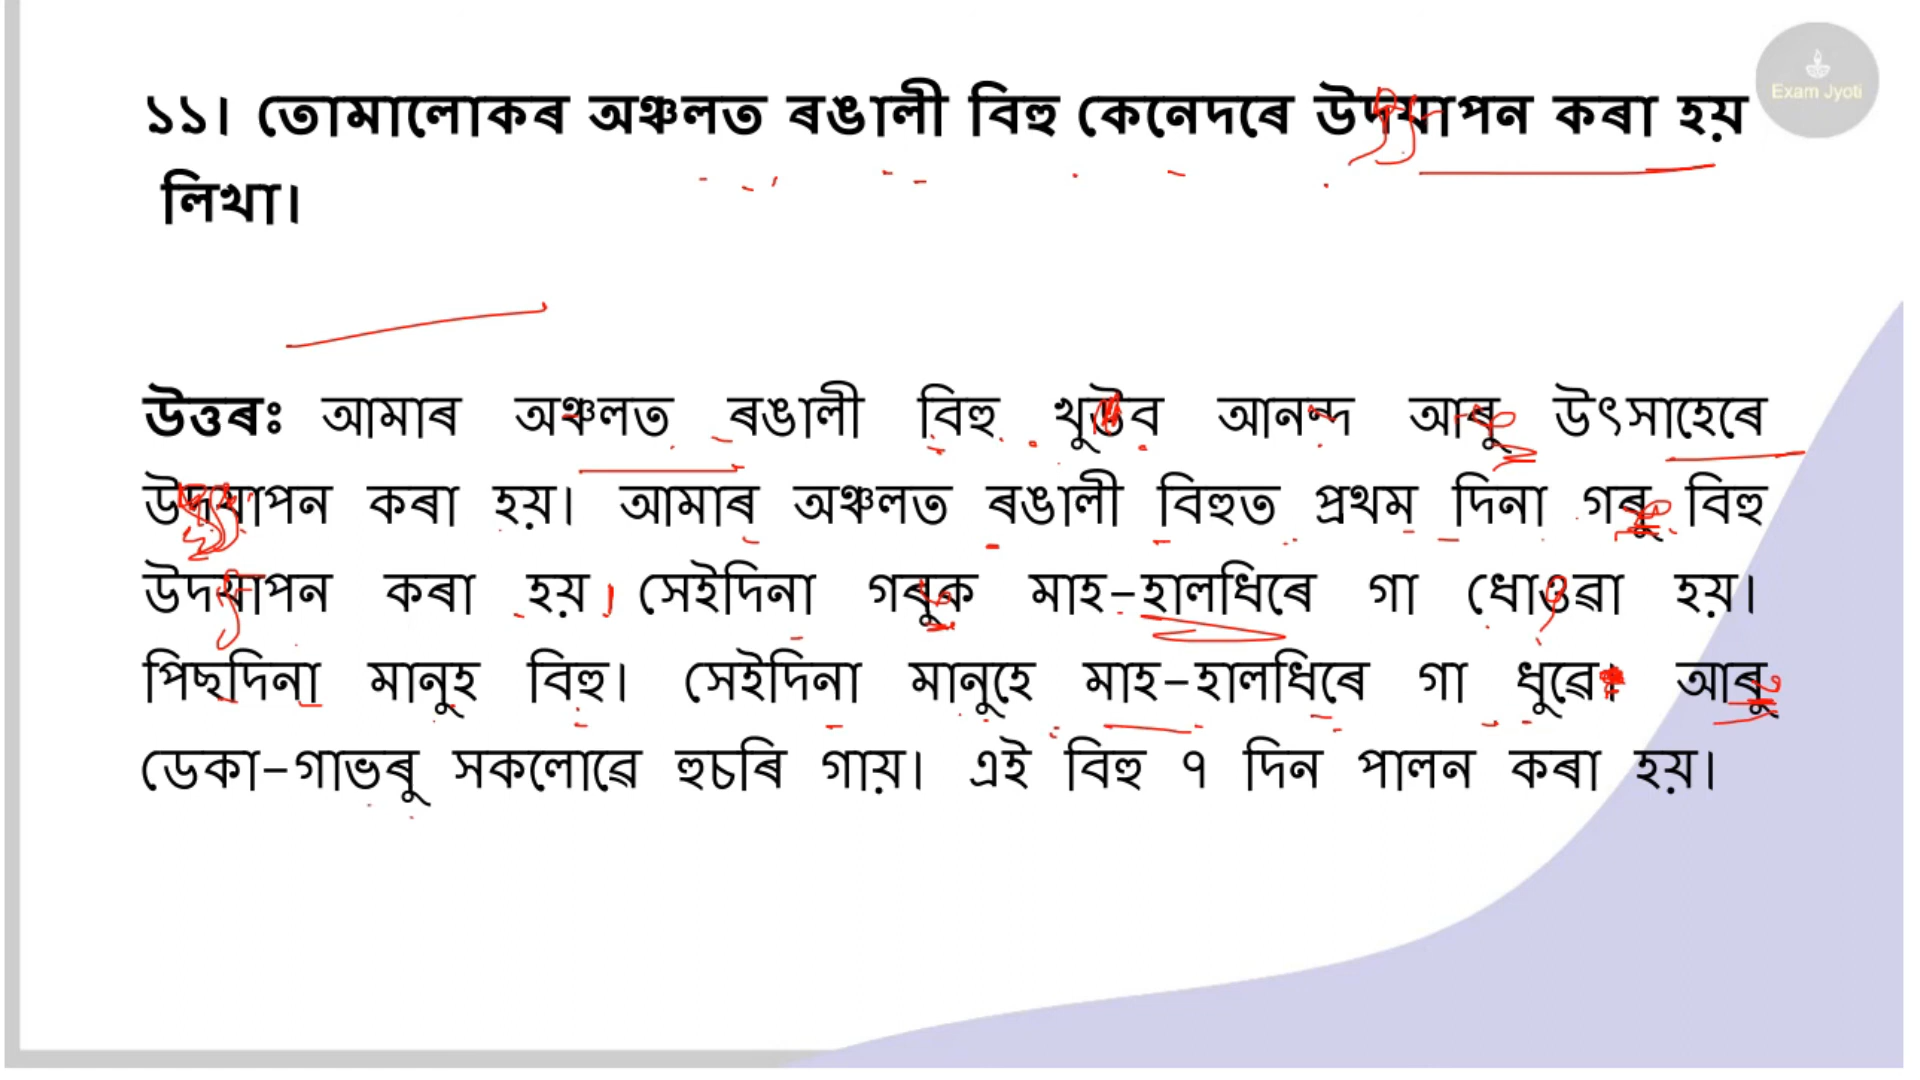 Exam Jyoti
১১। তোমালোকৰ অঞ্চলত ৰঙালী বিহু কেনেদৰে উদযাপন কৰা হয়
লিখা।
উত্তৰঃ আমাৰ অঞ্চলত ৰঙালী বিহু খুউব আনন্দ আৰু উৎসাহেৰে
উদযাপন কৰা হয়। আমাৰ অঞ্চলত ৰঙালী বিহুত প্ৰথম দিনা গৰু বিহু
উদযাপন কৰা হয়। সেইদিনা গৰুক মাহ-হালধিৰে গা ধোওৱা হয়।
পিছদিনা মানুহ বিহু। সেইদিনা মানুহে মাহ-হালধিৰে গা ধুৱে। আৰু
ডেকা-গাভৰু সকলোৱে হুচৰি গায়। এই বিহু ৭ দিন পালন কৰা হয়।